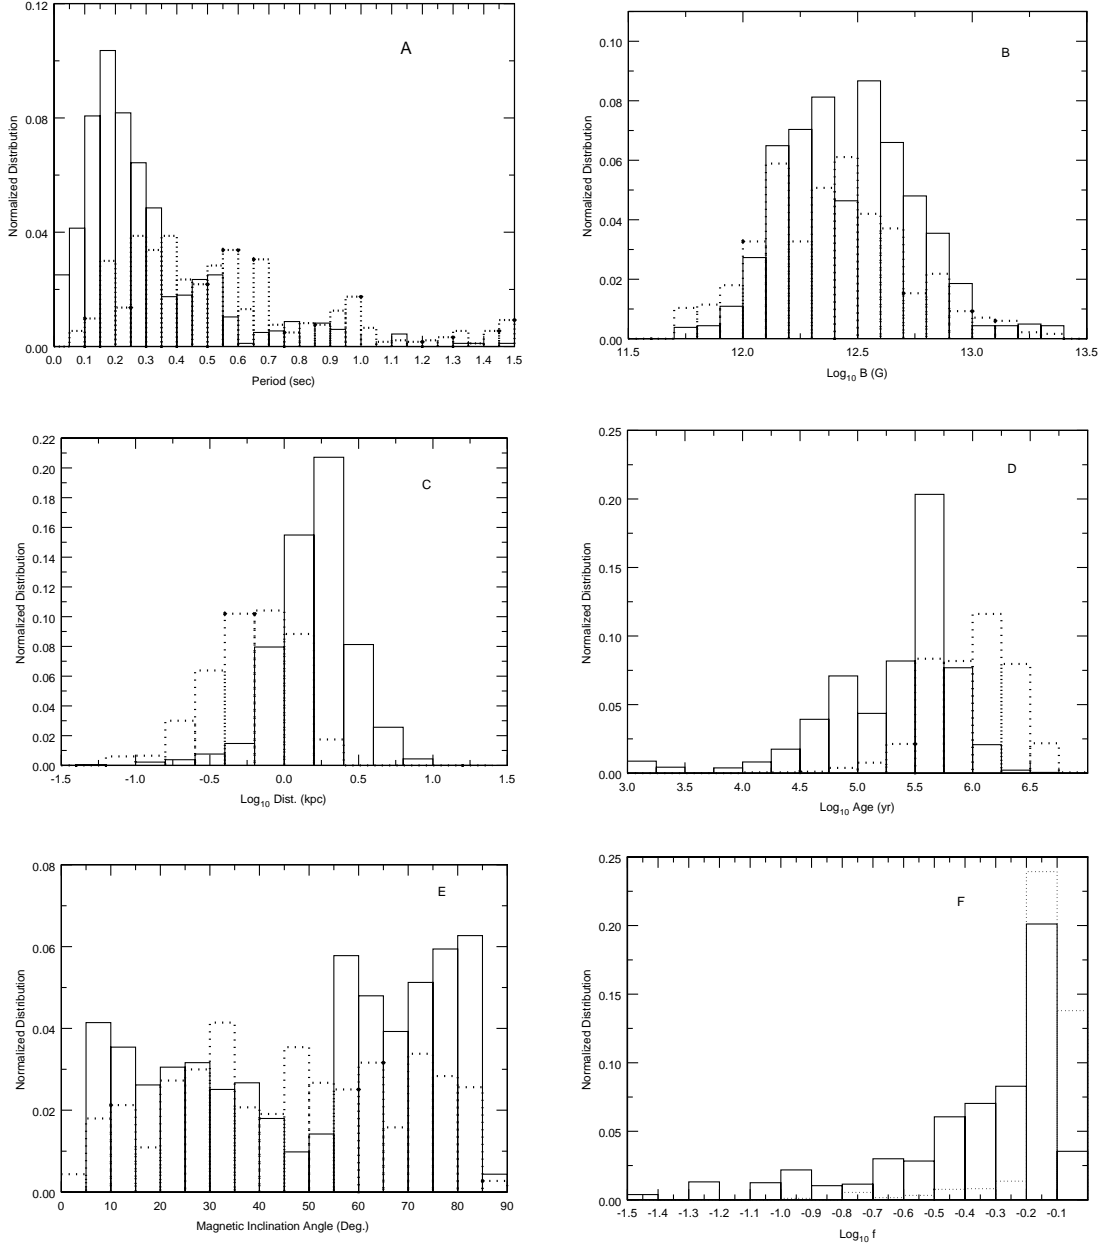 A
Normalized Distribution
0.12
0.08
0.04
0.00
0.0 0.1 0.2 0.3 0.4 0.5 0.6 0.7 0.8 0.9 1.0 1.1 1.2 1.3 1.4 1.5
Period (sec)
B
Normalized Distribution
0.10
0.08
0.06
0.04
0.02
0.00
11.5 12.0 12.5 13.0 13.5
Log10 B (G)
C
Normalized Distribution
0.22
0.20
0.18
0.16
0.14
0.12
0.10
0.08
0.06
0.04
0.02
0.00
-1.5 -1.0 -0.5 0.0 0.5 1.0 1.5
Log10 Dist. (kpc)
D
Normalized Distribution
0.25
0.20
0.15
0.10
0.05
0.00
3.0 3.5 4.0 4.5 5.0 5.5 6.0 6.5
Log10 Age (yr)
E
Normalized Distribution
0.08
0.06
0.04
0.02
0.00
0 10 20 30 40 50 60 70 80 90
Magnetic Inclination Angle (Deg.)
F
Normalized Distribution
0.25
0.20
0.15
0.10
0.05
0.00
-1.5 -1.4 -1.3 -1.2 -1.1 -1.0 -0.9 -0.8 -0.7 -0.6 -0.5 -0.4 -0.3 -0.2 -0.1
Log10 f